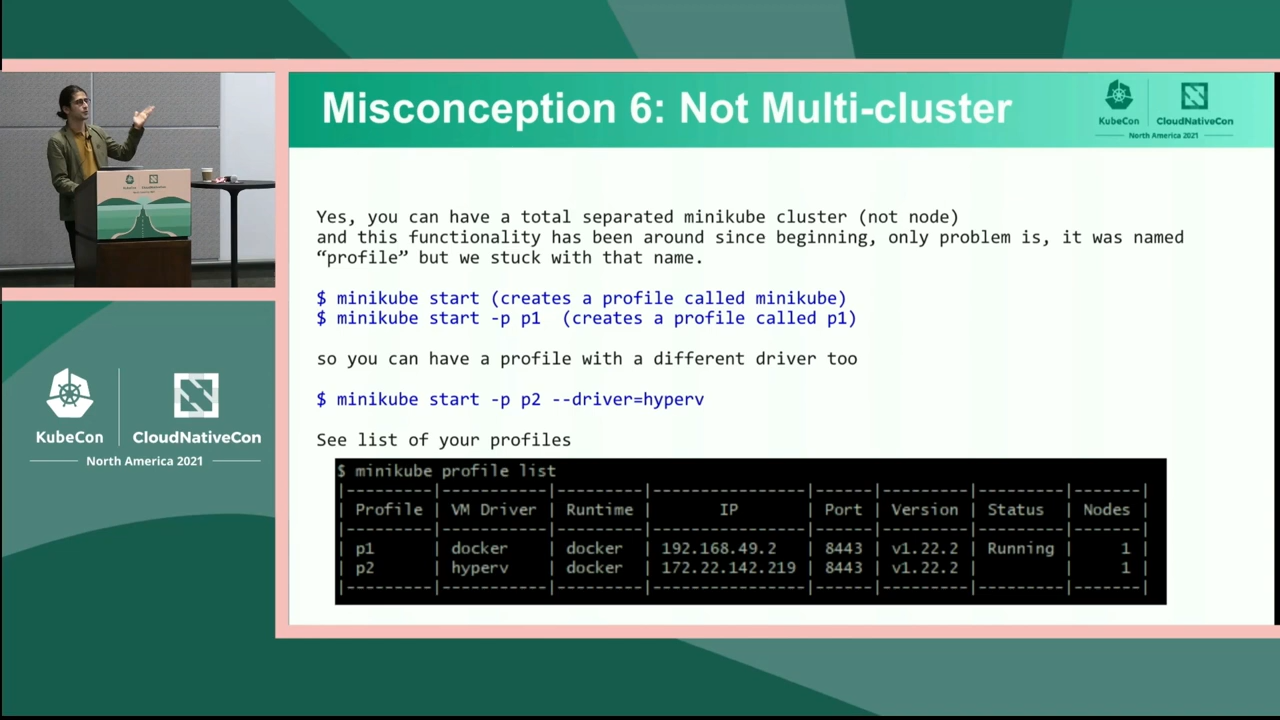 Misconception 6: Not Multi-cluster
KubeCon
CloudNativeCon
North America 2021
Yes, you can have a total separated minikube cluster (not node)
and this functionality has been around since beginning, only problem is, it was named
“profile” but we stuck with that name.
$ minikube start (creates a profile called minikube)
$ minikube start -p p1  (creates a profile called p1)
so you can have a profile with a different driver too
$ minikube start -p p2 --driver=hyperv
See list of your profiles
$ minikube profile list
|---------|-----------|---------|----------------|------|---------|---------|-------|
| Profile | VM Driver | Runtime |       IP       | Port | Version | Status  | Nodes |
|---------|-----------|---------|----------------|------|---------|---------|-------|
| p1      | docker    | docker  | 192.168.49.2   | 8443 | v1.22.2 | Running |     1 |
| p2      | hyperv    | docker  | 172.22.142.219 | 8443 | v1.22.2 |         |     1 |
|---------|-----------|---------|----------------|------|---------|---------|-------|
KubeCon
CloudNativeCon
North America 2021